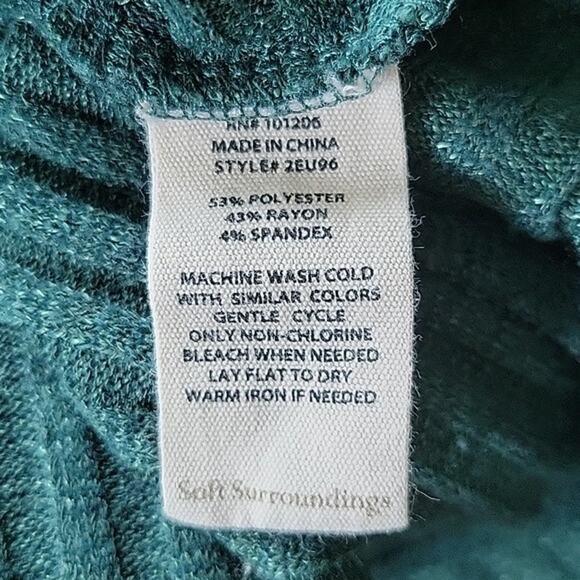 RN# 101206
MADE IN CHINA
STYLE# 2EU96
53% POLYESTER
43% RAYON
4% SPANDEX
MACHINE WASH COLD
WITH SIMILAR COLORS
GENTLE CYCLE
ONLY NON-CHLORINE
BLEACH WHEN NEEDED
LAY FLAT TO DRY
WARM IRON IF NEEDED
Soft Surroundings